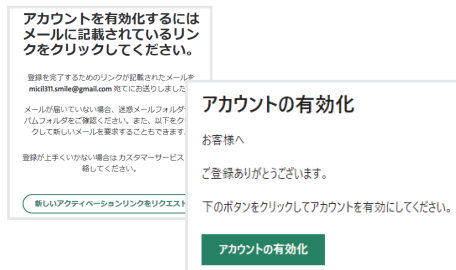 アカウントを有効化するには
メールに記載されているリン
クをクリックしてください。
登録を完了するためのリンクが記載されたメールを
micil311.smile@gmail.com 宛てにお送りしました
メールが届いていない場合、迷惑メールフォルダ
パムフォルダをご確認ください。また、以下をク
クして新しいメールを要求することもできます
登録が上手くいかない場合は カスタマーサービス
絡してください。
新しいアクティベーションリンクをリクエスト
アカウントの有効化
お客様へ
ご登録ありがとうございます。
下のボタンをクリックしてアカウントを有効にしてください。
アカウントの有効化